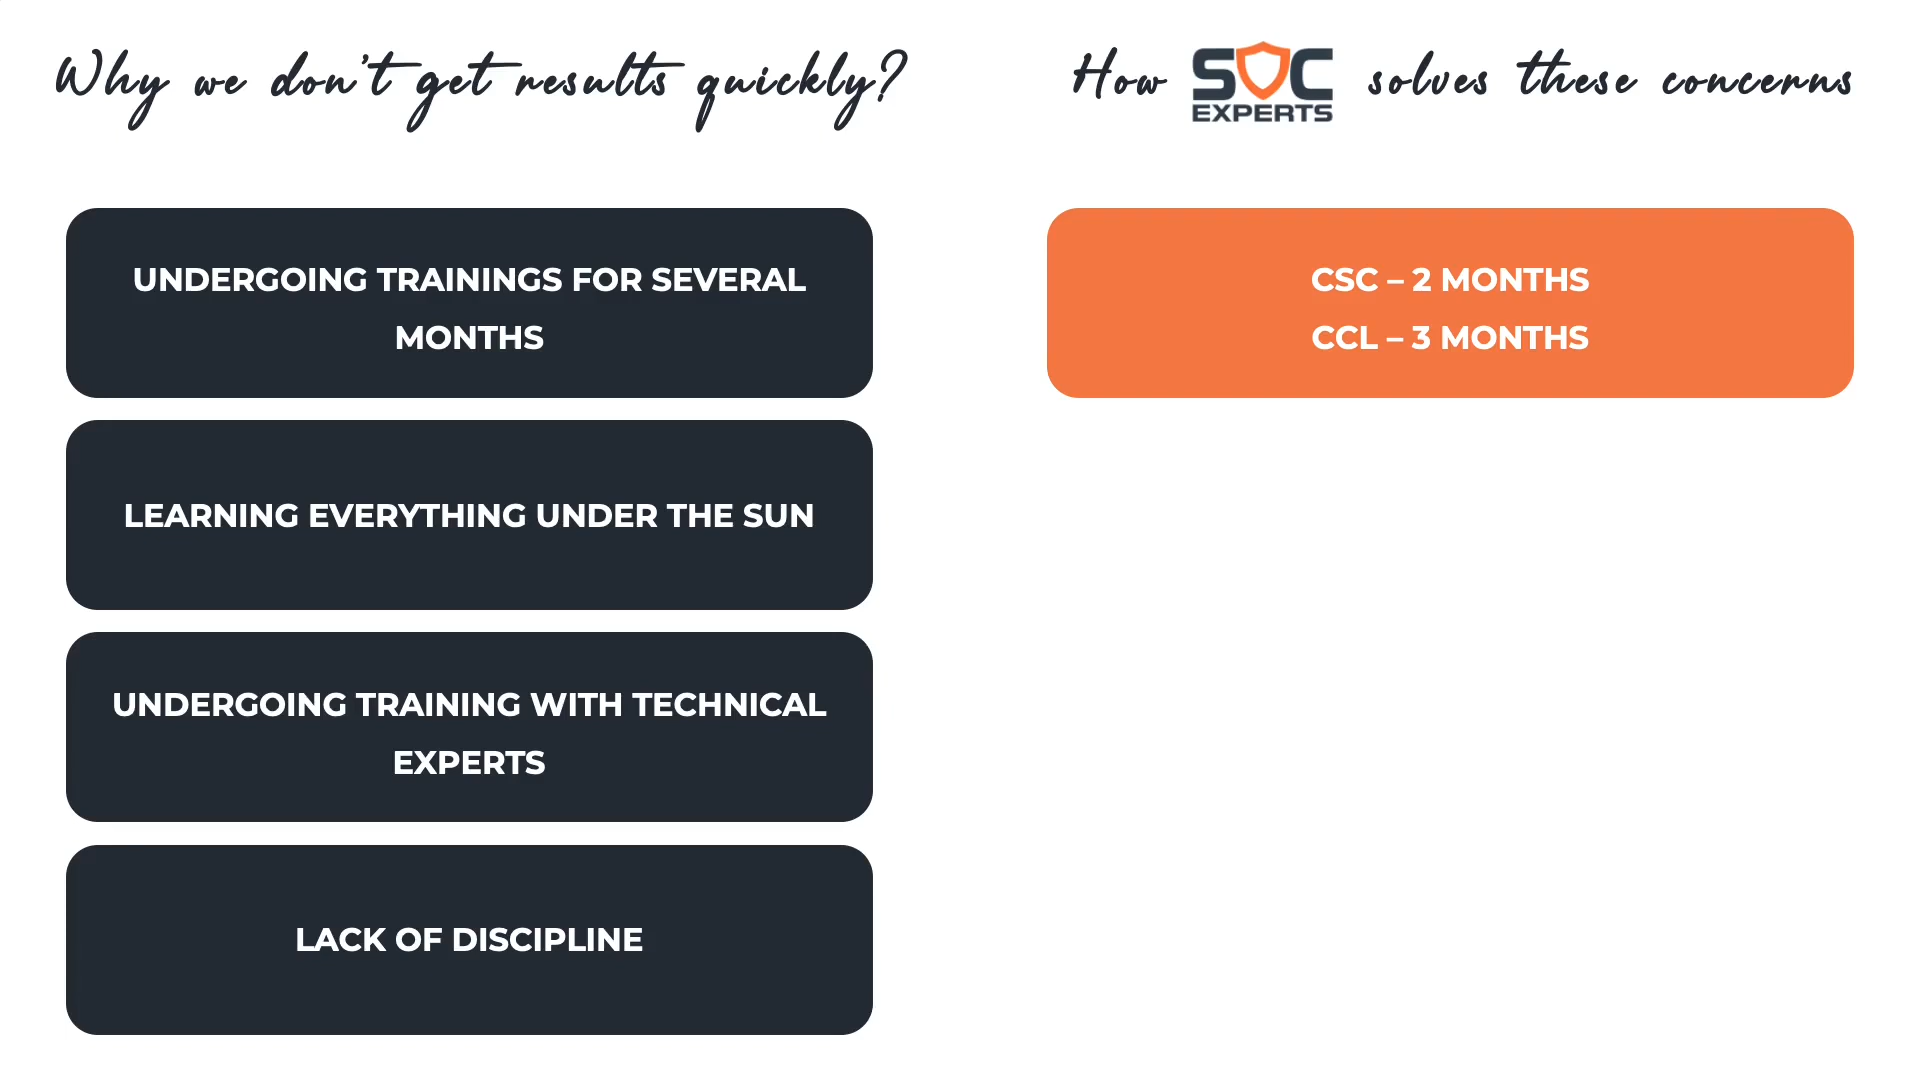 Why we don't get results quickly?
How SOC EXPERTS solves these concerns
UNDERGOING TRAININGS FOR SEVERAL
MONTHS
CSC – 2 MONTHS
CCL – 3 MONTHS
LEARNING EVERYTHING UNDER THE SUN
UNDERGOING TRAINING WITH TECHNICAL
EXPERTS
LACK OF DISCIPLINE